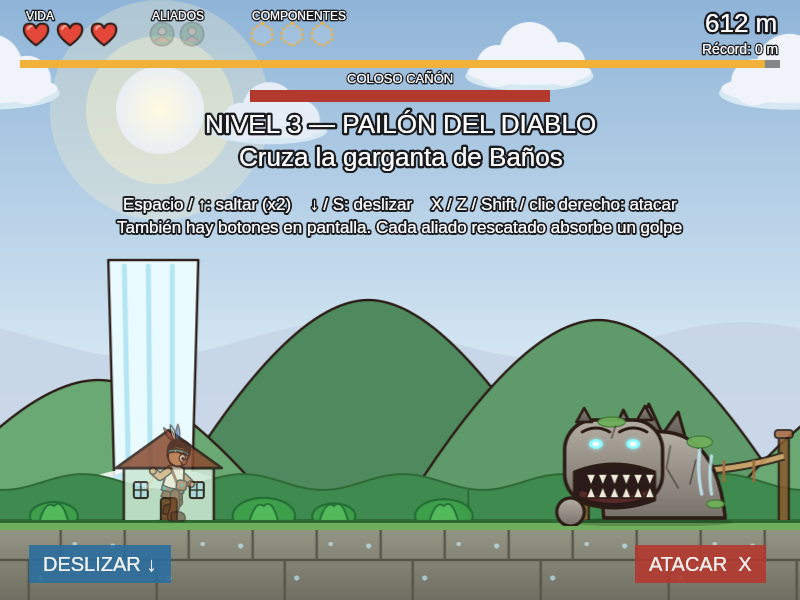 VIDA ALIADOS COMPONENTES 612 m
Récord: 0 m
COLOSO CAÑÓN
NIVEL 3 — PAILÓN DEL DIABLO
Cruza la garganta de Baños
Espacio / ↑: saltar (x2) ↓ / S: deslizar X / Z / Shift / clic derecho: atacar
También hay botones en pantalla. Cada aliado rescatado absorbe un golpe
DESLIZAR ↓ ATACAR X